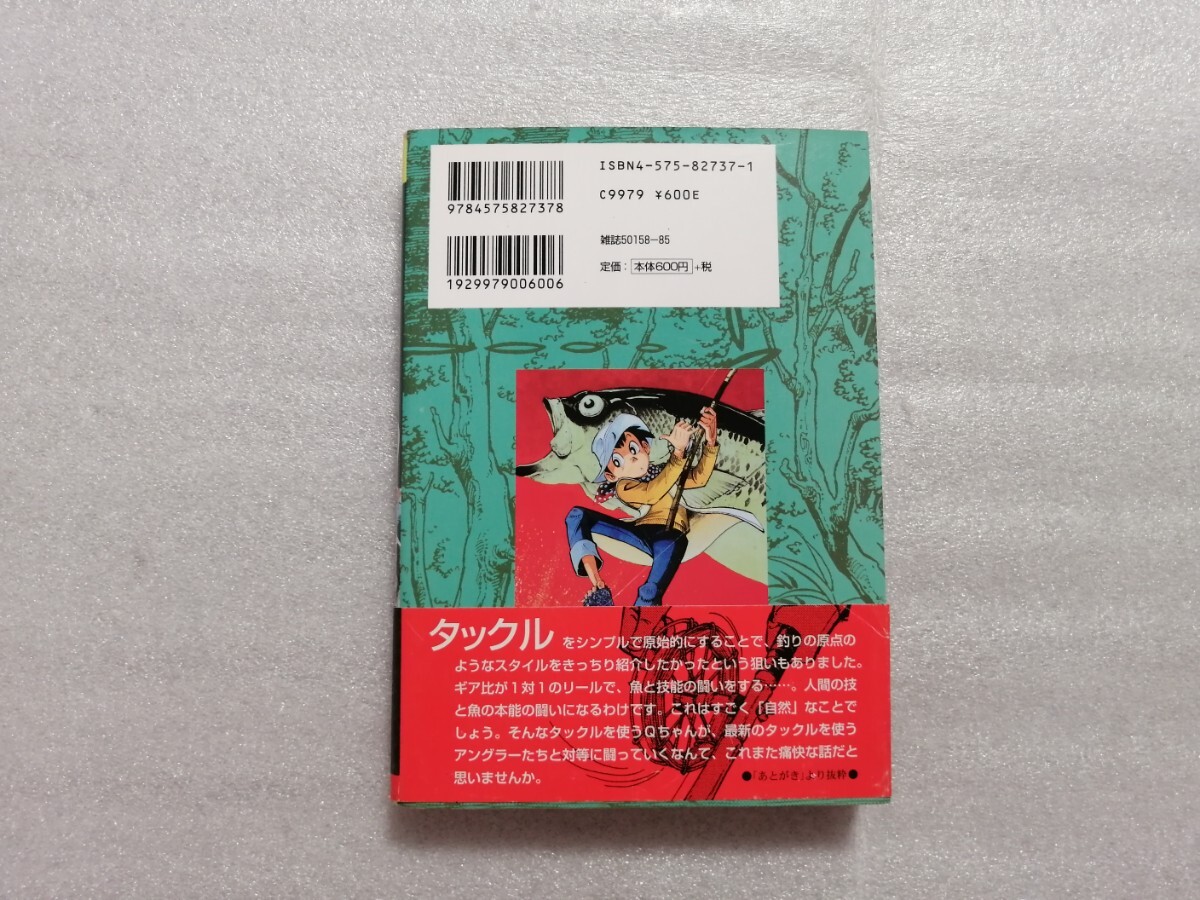 ISBN4-575-82737-1
C9979 ¥600E
9784575827378
雑誌50158-85
定価：本体600円+税
1929979006006
タックルをシンプルで原始的にすることで、釣りの原点の
ようなスタイルをきっちり紹介したかったという狙いもありました。
ギア比が1対1のリールで、魚と技能の闘いをする……。人間の技
と魚の本能の闘いになるわけです。これはすごく「自然」なことで
しょう。そんなタックルを使うQちゃんが、最新のタックルを使う
アングラーたちと対等に闘っていくなんて、これまた痛快な話だと
思いませんか。
●「あとがき」より抜粋●